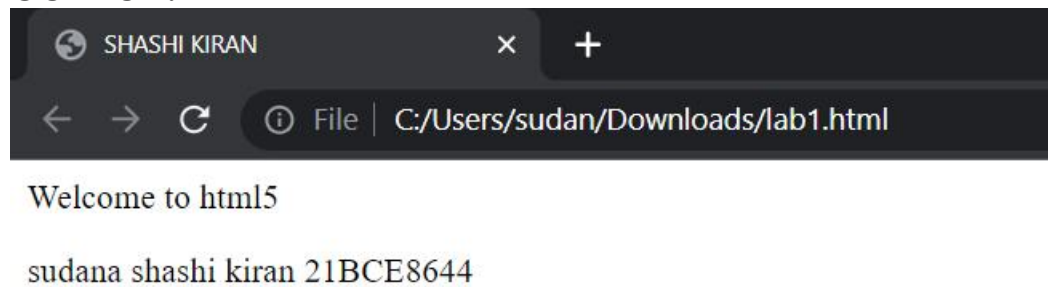 SHASHI KIRAN
File C:/Users/sudan/Downloads/lab1.html
Welcome to html5
sudana shashi kiran 21BCE8644